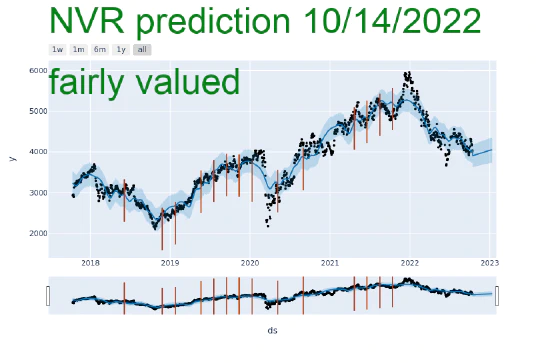 NVR prediction 10/14/2022
1w 1m 6m 1y all
fairly valued
6000
5000
4000
y
3000
2000
2018 2019 2020 2021 2022 2023
ds